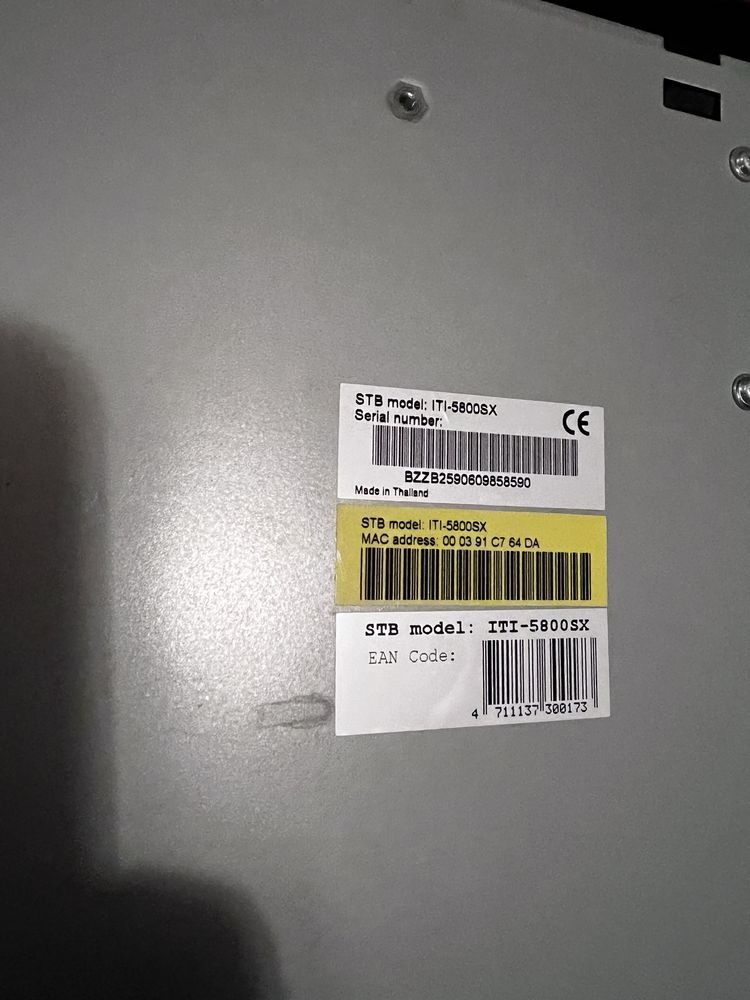 STB model: ITI-5800SX
Serial number:
CE
BZZB2590609858590
Made in Thailand
STB model: ITI-5800SX
MAC address: 00 03 91 C7 64 DA
STB model: ITI-5800SX
EAN Code:
4 711137 300173